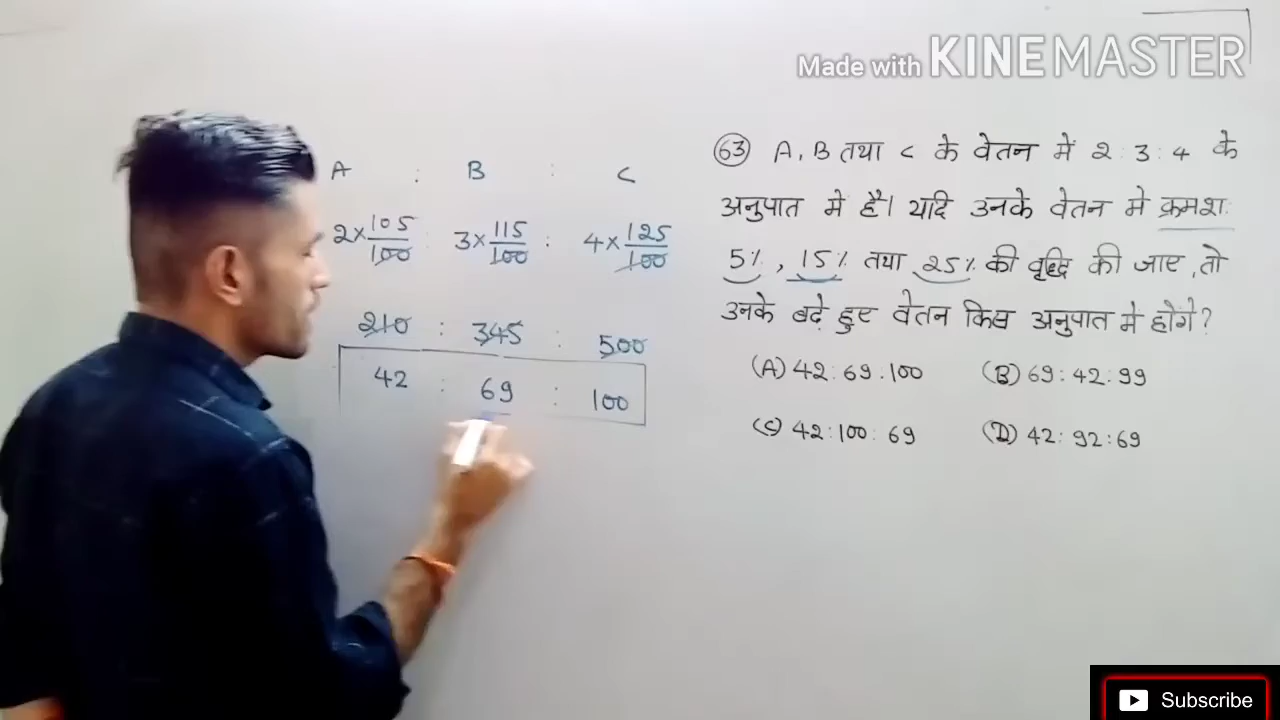 Made with KINEMASTER
A : B : C
2×105/100 : 3×115/100 : 4×125/100
210 : 345 : 500
42 : 69 : 100
63 A, B तथा C के वेतन में 2 : 3 : 4 के
अनुपात में है। यदि उनके वेतन मे क्रमश:
5%, 15% तथा 25% की वृद्धि की जाए, तो
उनके बढ़े हुए वेतन किस अनुपात मे होंगे?
(A) 42 : 69 : 100 (B) 69 : 42 : 99
(C) 42 : 100 : 69 (D) 42 : 92 : 69
Subscribe